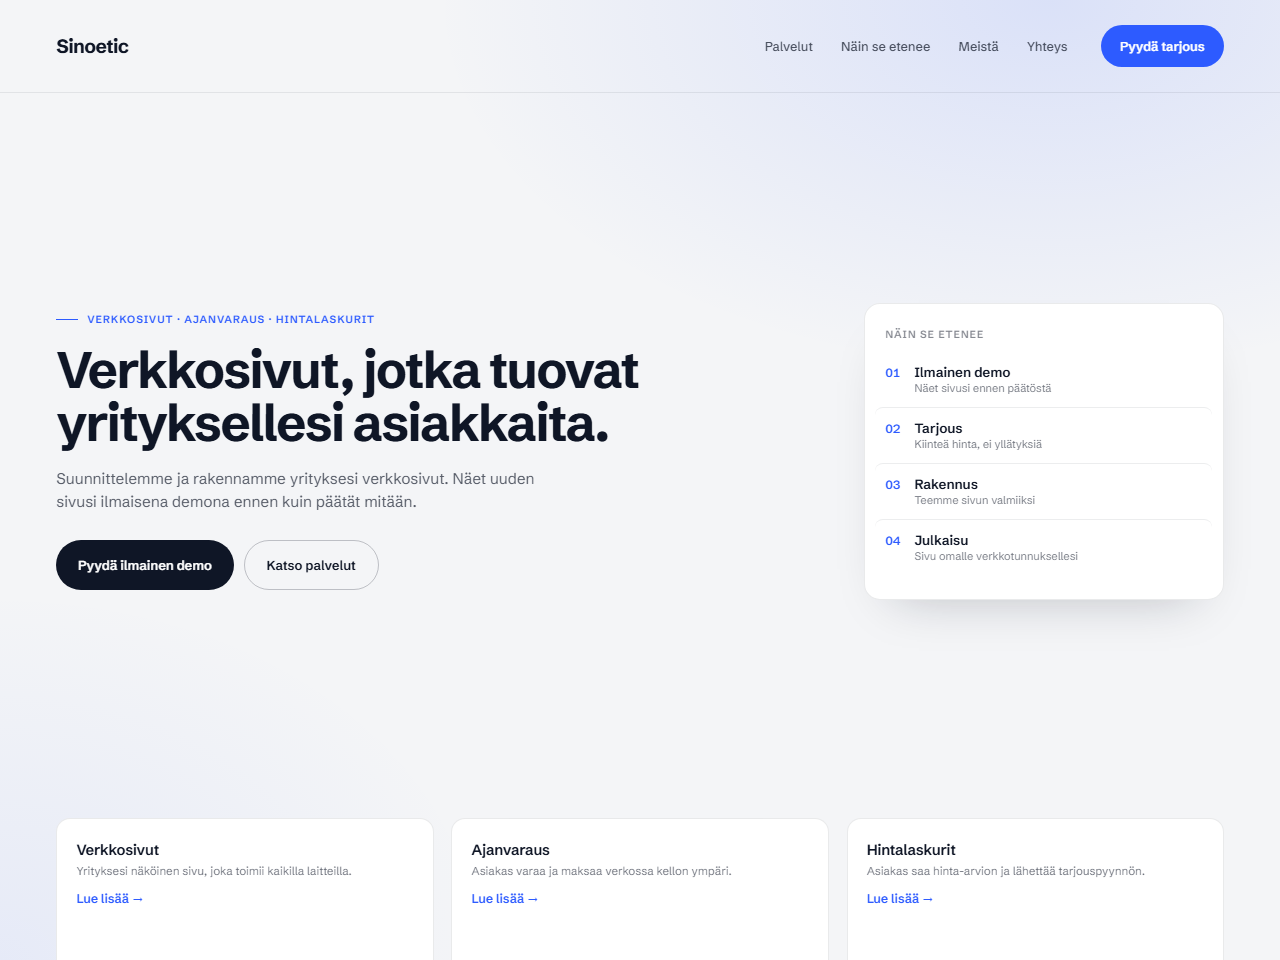 Sinoetic
Palvelut
Näin se etenee
Meistä
Yhteys
Pyydä tarjous
VERKKOSIVUT · AJANVARAUS · HINTALASKURIT
Verkkosivut, jotka tuovat
yrityksellesi asiakkaita.
Suunnittelemme ja rakennamme yrityksesi verkkosivut. Näet uuden
sivusi ilmaisena demona ennen kuin päätät mitään.
Pyydä ilmainen demo
Katso palvelut
NÄIN SE ETENEE
01 Ilmainen demo
Näet sivusi ennen päätöstä
02 Tarjous
Kiinteä hinta, ei yllätyksiä
03 Rakennus
Teemme sivun valmiiksi
04 Julkaisu
Sivu omalle verkkotunnuksellesi
Verkkosivut
Yrityksesi näköinen sivu, joka toimii kaikilla laitteilla.
Lue lisää →
Ajanvaraus
Asiakas varaa ja maksaa verkossa kellon ympäri.
Lue lisää →
Hintalaskurit
Asiakas saa hinta-arvion ja lähettää tarjouspyynnön.
Lue lisää →